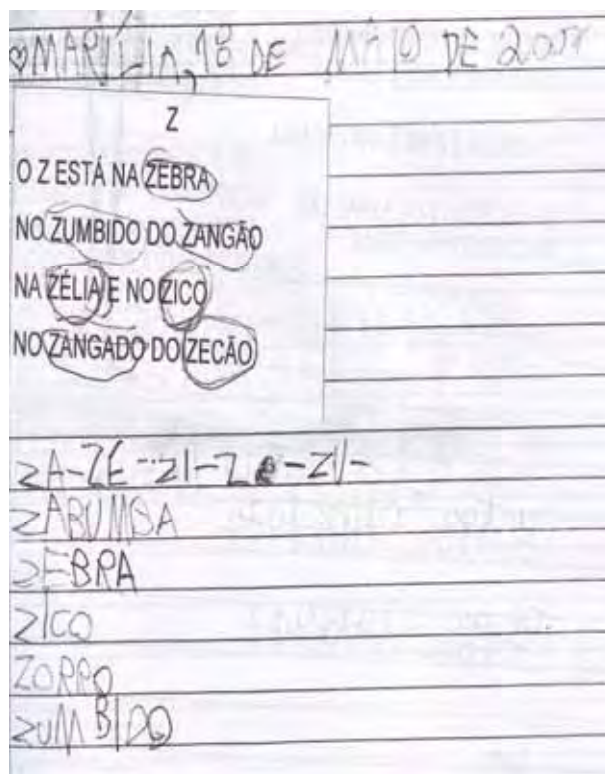 MARÍLIA, 18 DE MAIO DE 200
Z
O Z ESTÁ NA ZEBRA
NO ZUMBIDO DO ZANGÃO
NA ZÉLIA E NO ZICO
NO ZANGADO DO ZECÃO
ZA-ZE-ZI-ZO-ZU-
ZABUMBA
ZEBRA
ZICO
ZORRO
ZUMBIDO